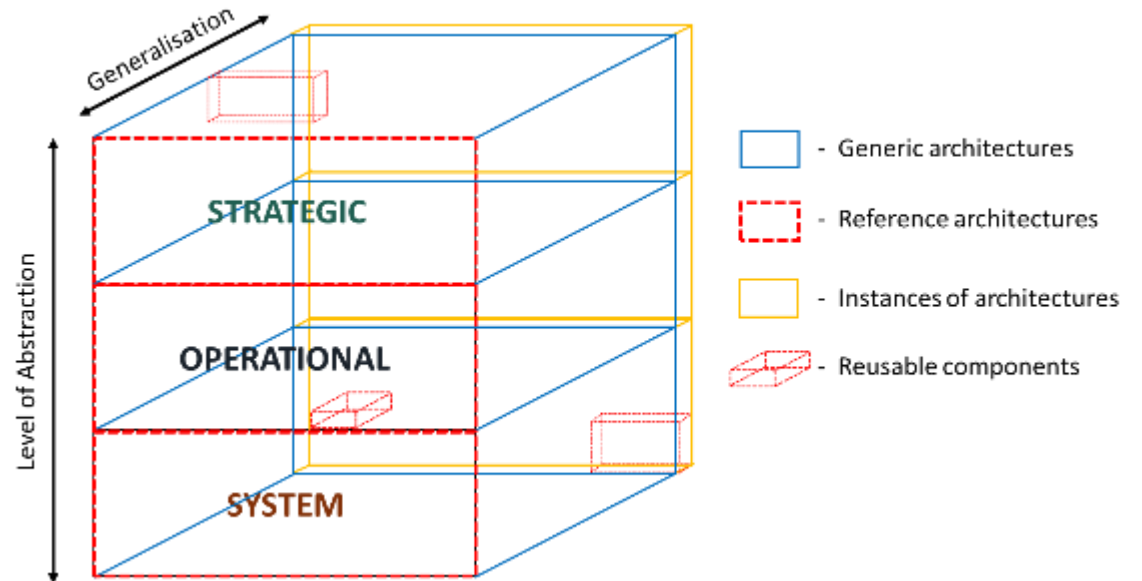 Generalisation
Level of Abstraction
STRATEGIC
OPERATIONAL
SYSTEM
- Generic architectures
- Reference architectures
- Instances of architectures
- Reusable components